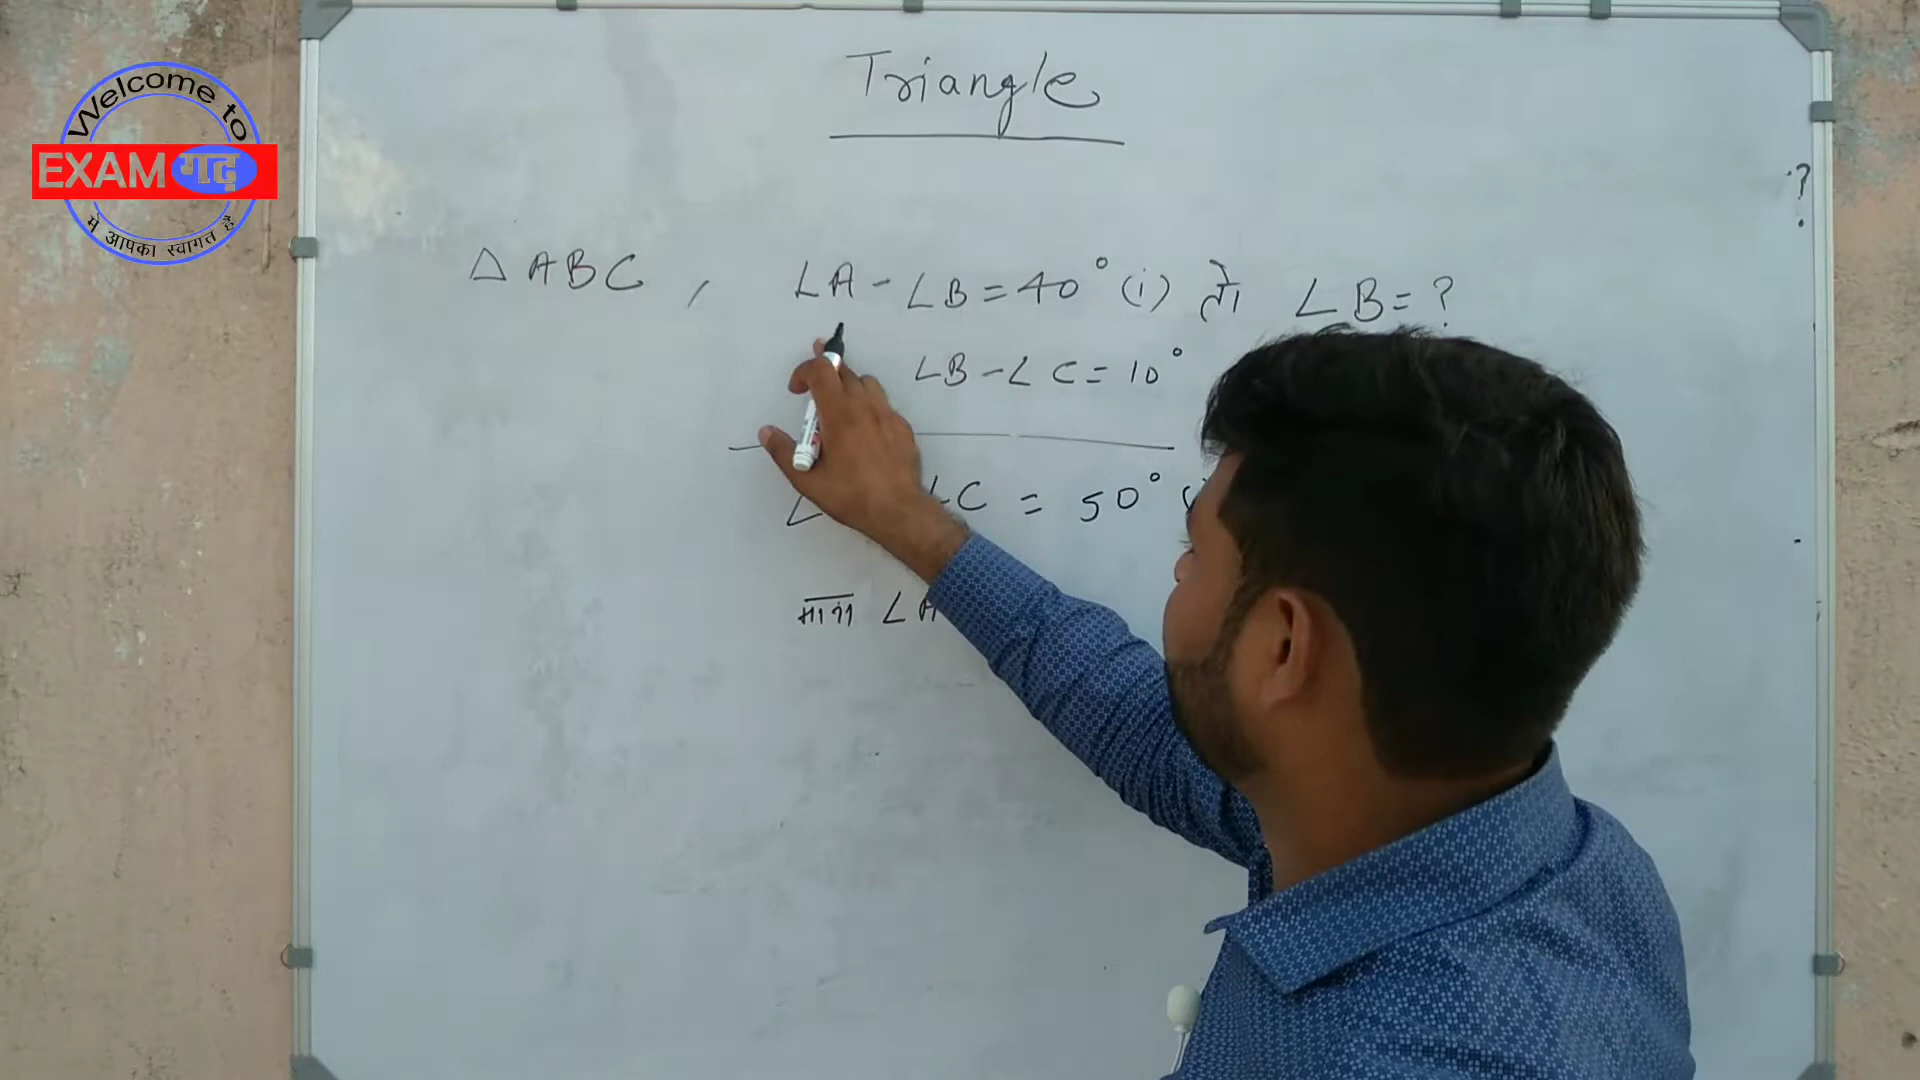 Welcome to
EXAM गढ़
मे आपका स्वागत है
Triangle
?
△ABC, ∠A-∠B=40° (i) तो ∠B=?
∠B-∠C=10°
∠C = 50°
माना ∠A